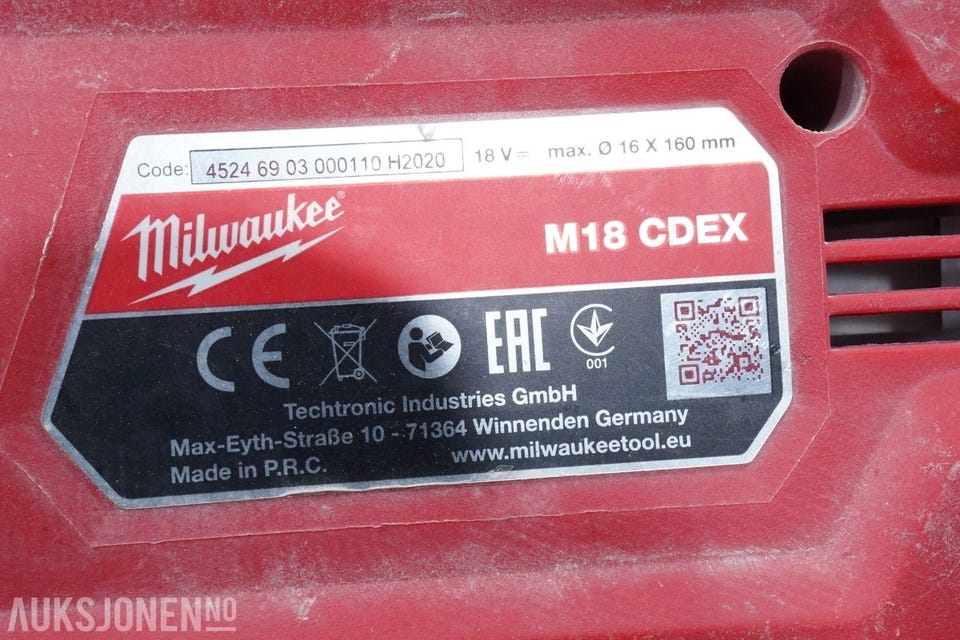 Code: 4524 69 03 000110 H2020 18 V⎓ max. Ø 16 X 160 mm
Milwaukee®
M18 CDEX
CE EAC
001
Techtronic Industries GmbH
Max-Eyth-Straße 10 - 71364 Winnenden Germany
Made in P.R.C. www.milwaukeetool.eu
AUKSJONEN.NO